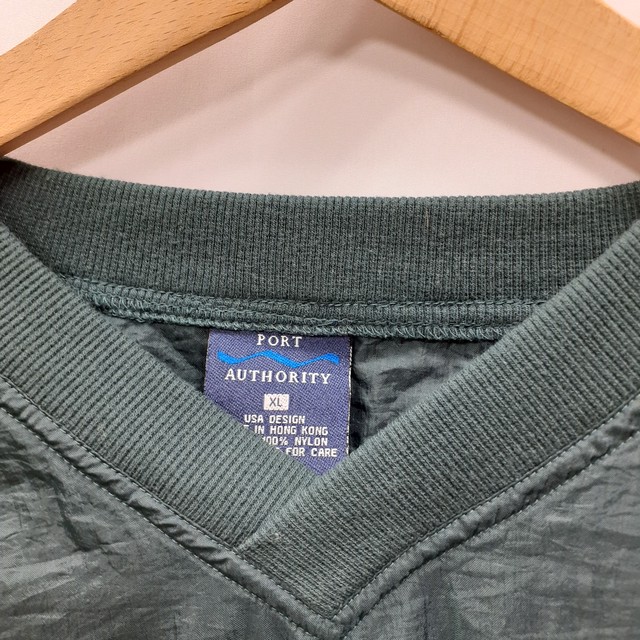 PORT
AUTHORITY
XL
USA DESIGN
IN HONG KONG
100% NYLON
FOR CARE